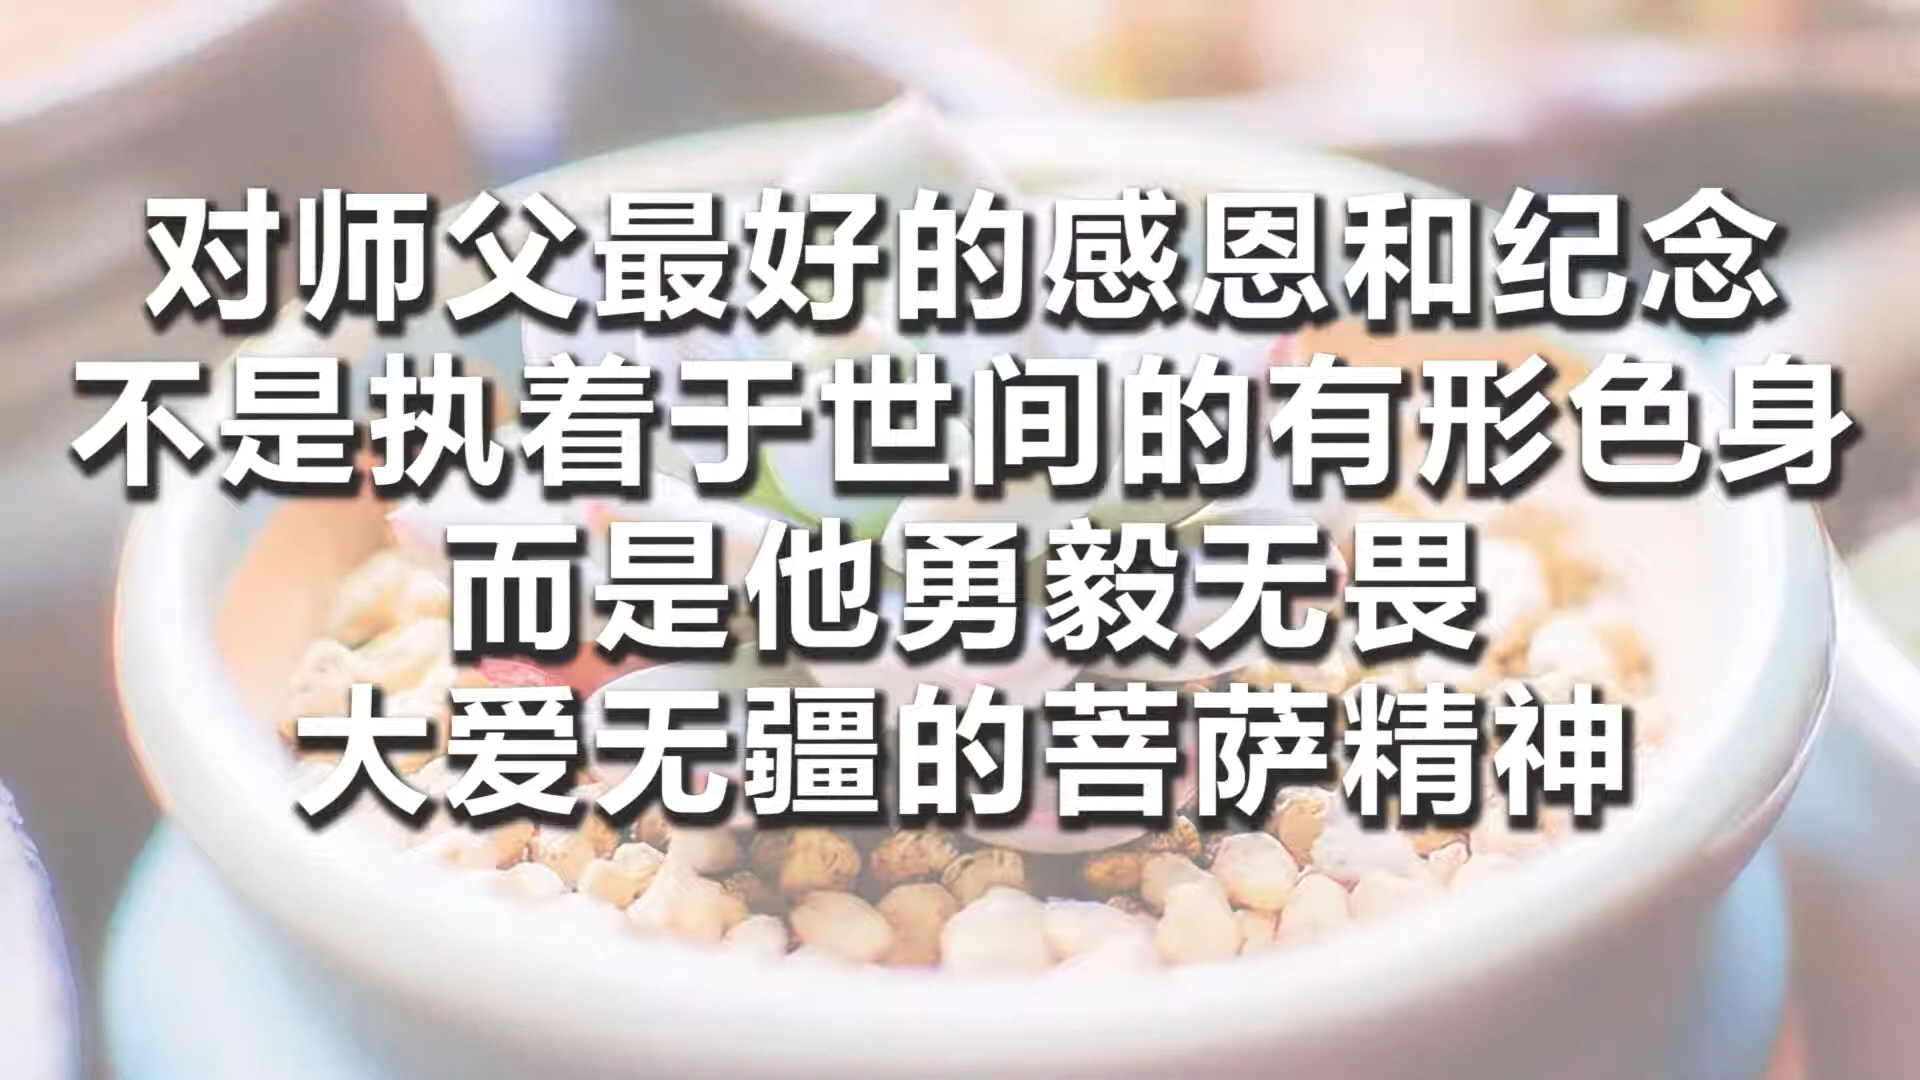 对师父最好的感恩和纪念
不是执着于世间的有形色身
而是他勇毅无畏
大爱无疆的菩萨精神